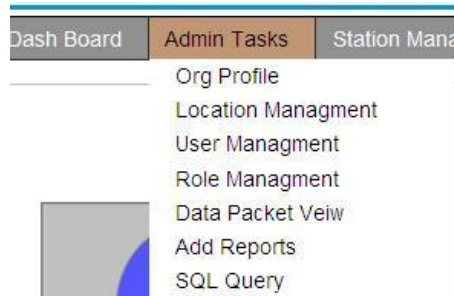 Dash Board Admin Tasks Station Mana
Org Profile
Location Managment
User Managment
Role Managment
Data Packet Veiw
Add Reports
SQL Query